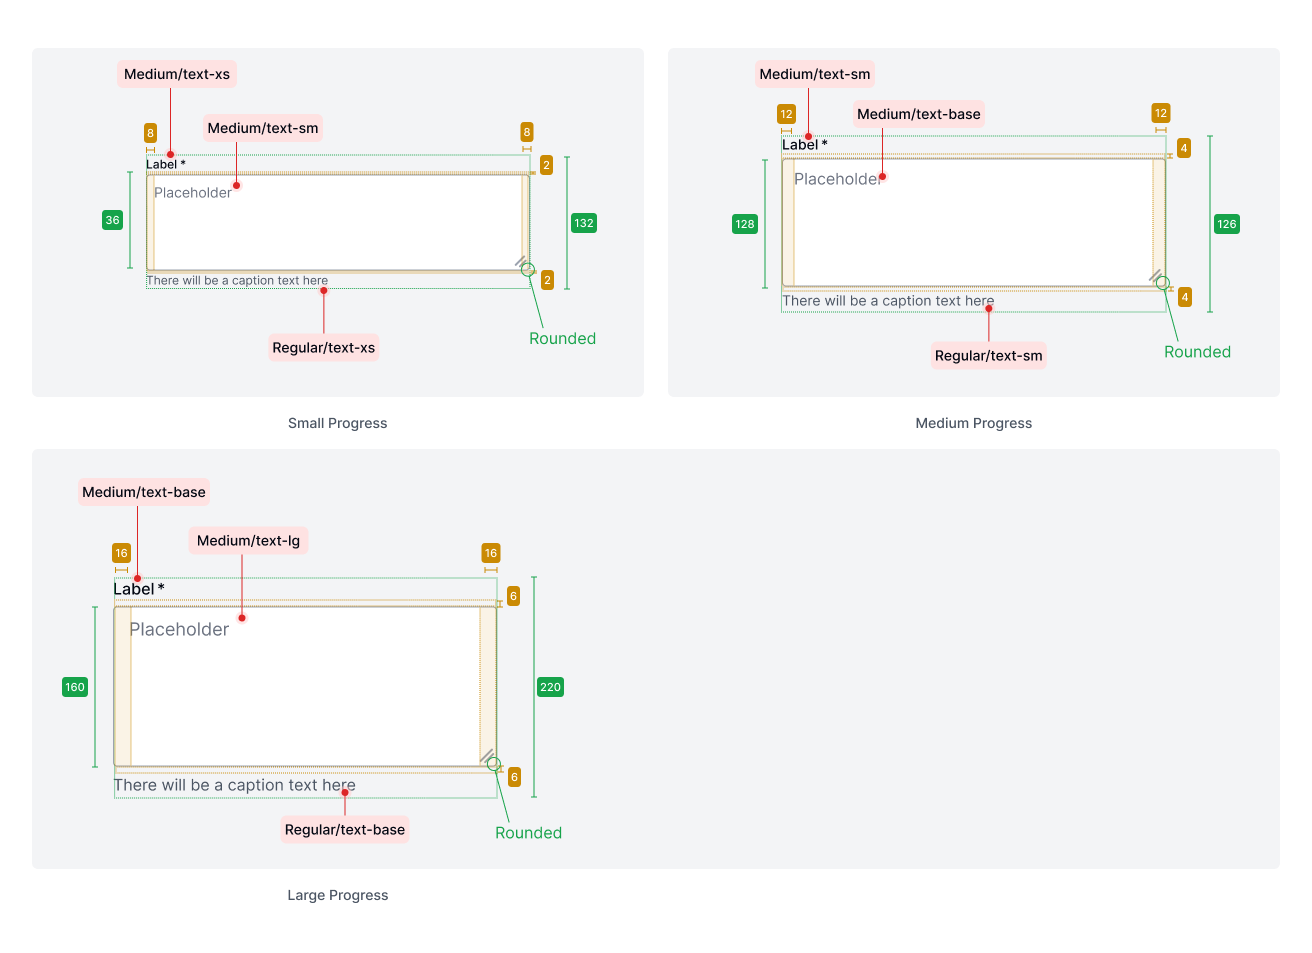 Medium/text-xs
Medium/text-sm
8
8
Label *
2
Placeholder
36
132
There will be a caption text here
2
Rounded
Regular/text-xs
Small Progress
Medium/text-sm
Medium/text-base
12
12
Label *
4
Placeholder
128
126
There will be a caption text here
4
Rounded
Regular/text-sm
Medium Progress
Medium/text-base
Medium/text-lg
16
16
Label *
6
Placeholder
160
220
There will be a caption text here
6
Regular/text-base
Rounded
Large Progress